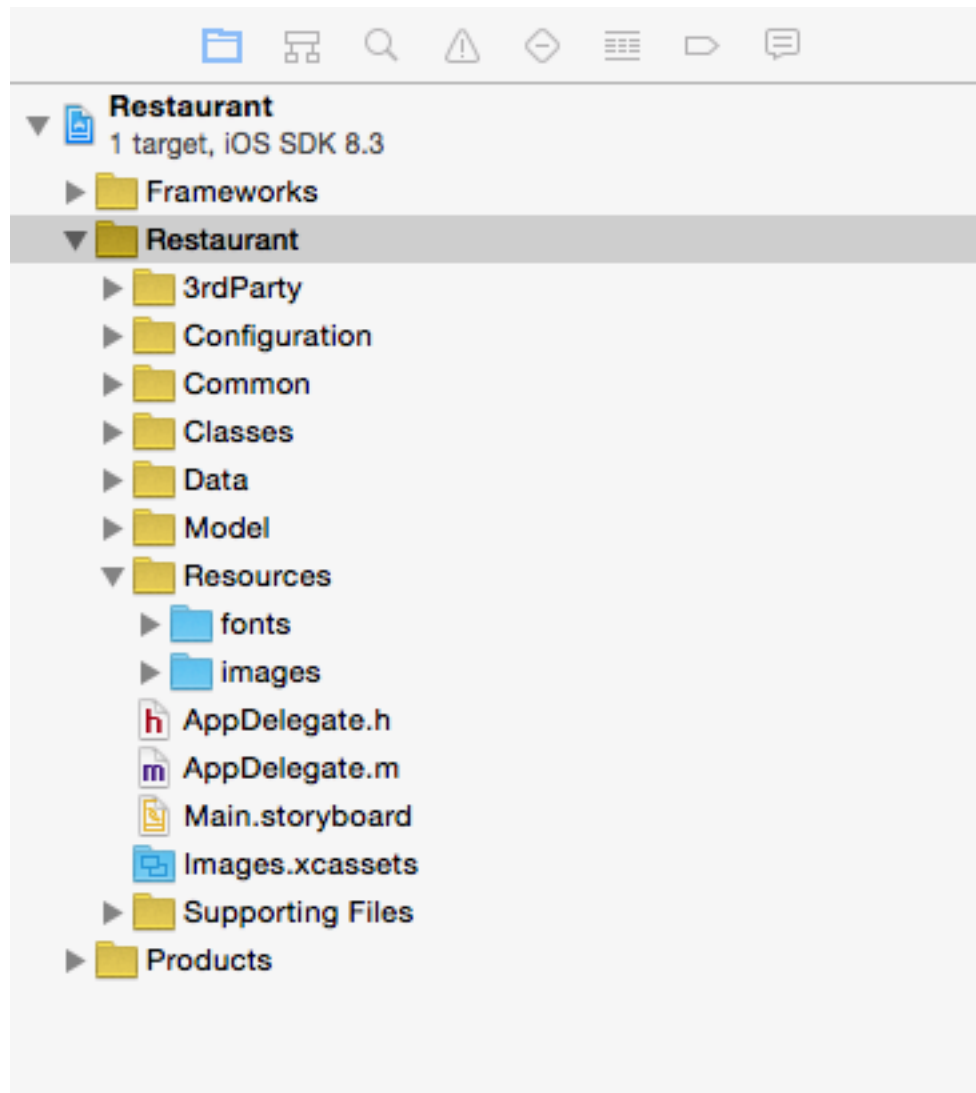 Restaurant
1 target, iOS SDK 8.3
Frameworks
Restaurant
3rdParty
Configuration
Common
Classes
Data
Model
Resources
fonts
images
h AppDelegate.h
m AppDelegate.m
Main.storyboard
Images.xcassets
Supporting Files
Products